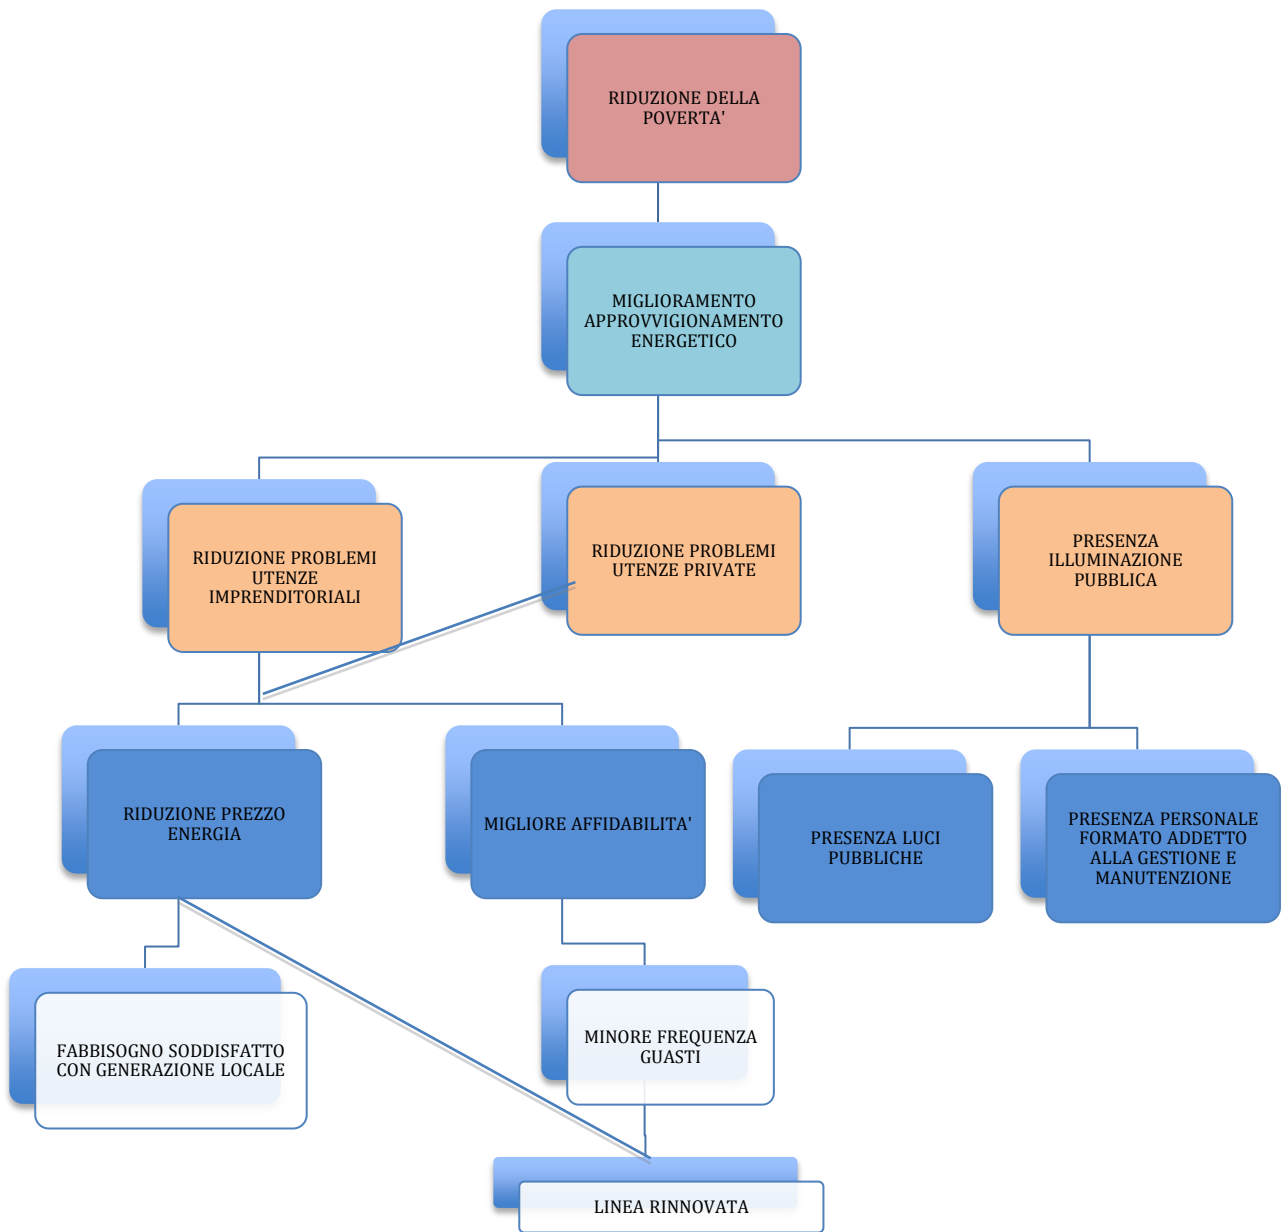 RIDUZIONE DELLA
POVERTA'
MIGLIORAMENTO
APPROVVIGIONAMENTO
ENERGETICO
RIDUZIONE PROBLEMI
UTENZE
IMPRENDITORIALI
RIDUZIONE PROBLEMI
UTENZE PRIVATE
PRESENZA
ILLUMINAZIONE
PUBBLICA
RIDUZIONE PREZZO
ENERGIA
MIGLIORE AFFIDABILITA'
PRESENZA LUCI
PUBBLICHE
PRESENZA PERSONALE
FORMATO ADDETTO
ALLA GESTIONE E
MANUTENZIONE
FABBISOGNO SODDISFATTO
CON GENERAZIONE LOCALE
MINORE FREQUENZA
GUASTI
LINEA RINNOVATA